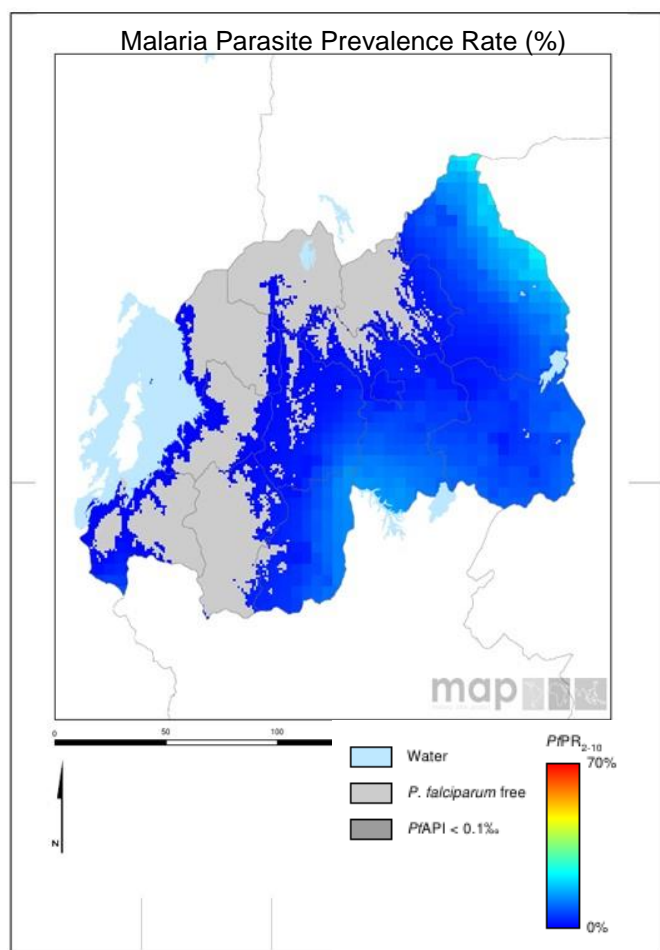 Malaria Parasite Prevalence Rate (%)
map
0 50 100
N
Water
P. falciparum free
PfAPI < 0.1‰
PfPR2-10
70%
0%